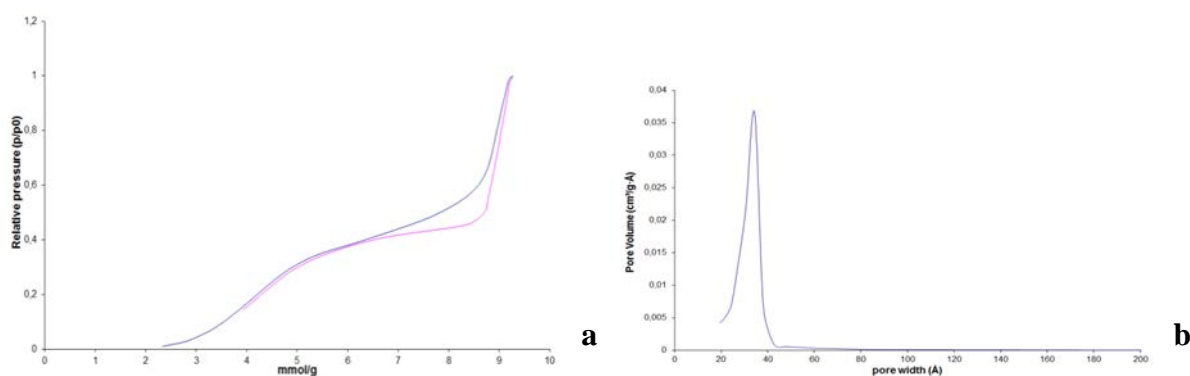 1,2
1
0,8
0,6
0,4
0,2
0
Relative pressure (p/p0)
0 1 2 3 4 5 6 7 8 9 10
mmol/g
a
0,04
0,035
0,03
0,025
0,02
0,015
0,01
0,005
0
Pore Volume (cm³/g·Å)
0 20 40 60 80 100 120 140 160 180 200
pore width (Å)
b